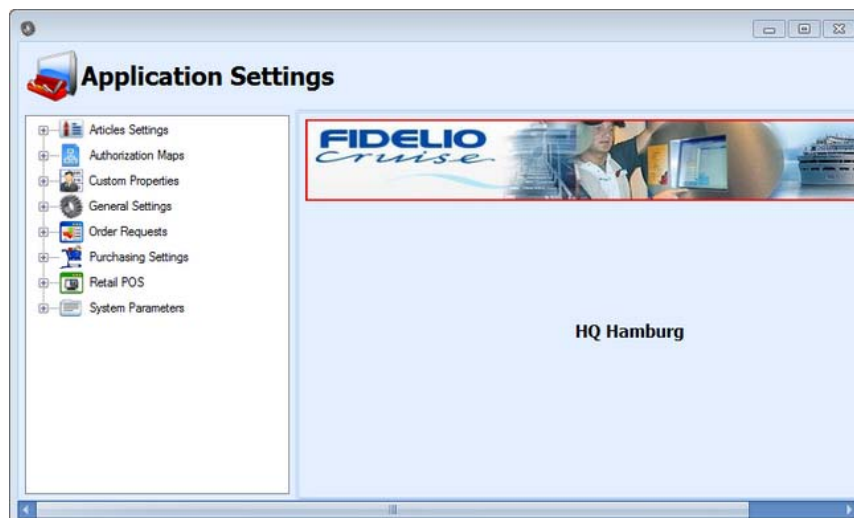 Application Settings
Articles Settings
Authorization Maps
Custom Properties
General Settings
Order Requests
Purchasing Settings
Retail POS
System Parameters
FIDELIO
Cruise
HQ Hamburg